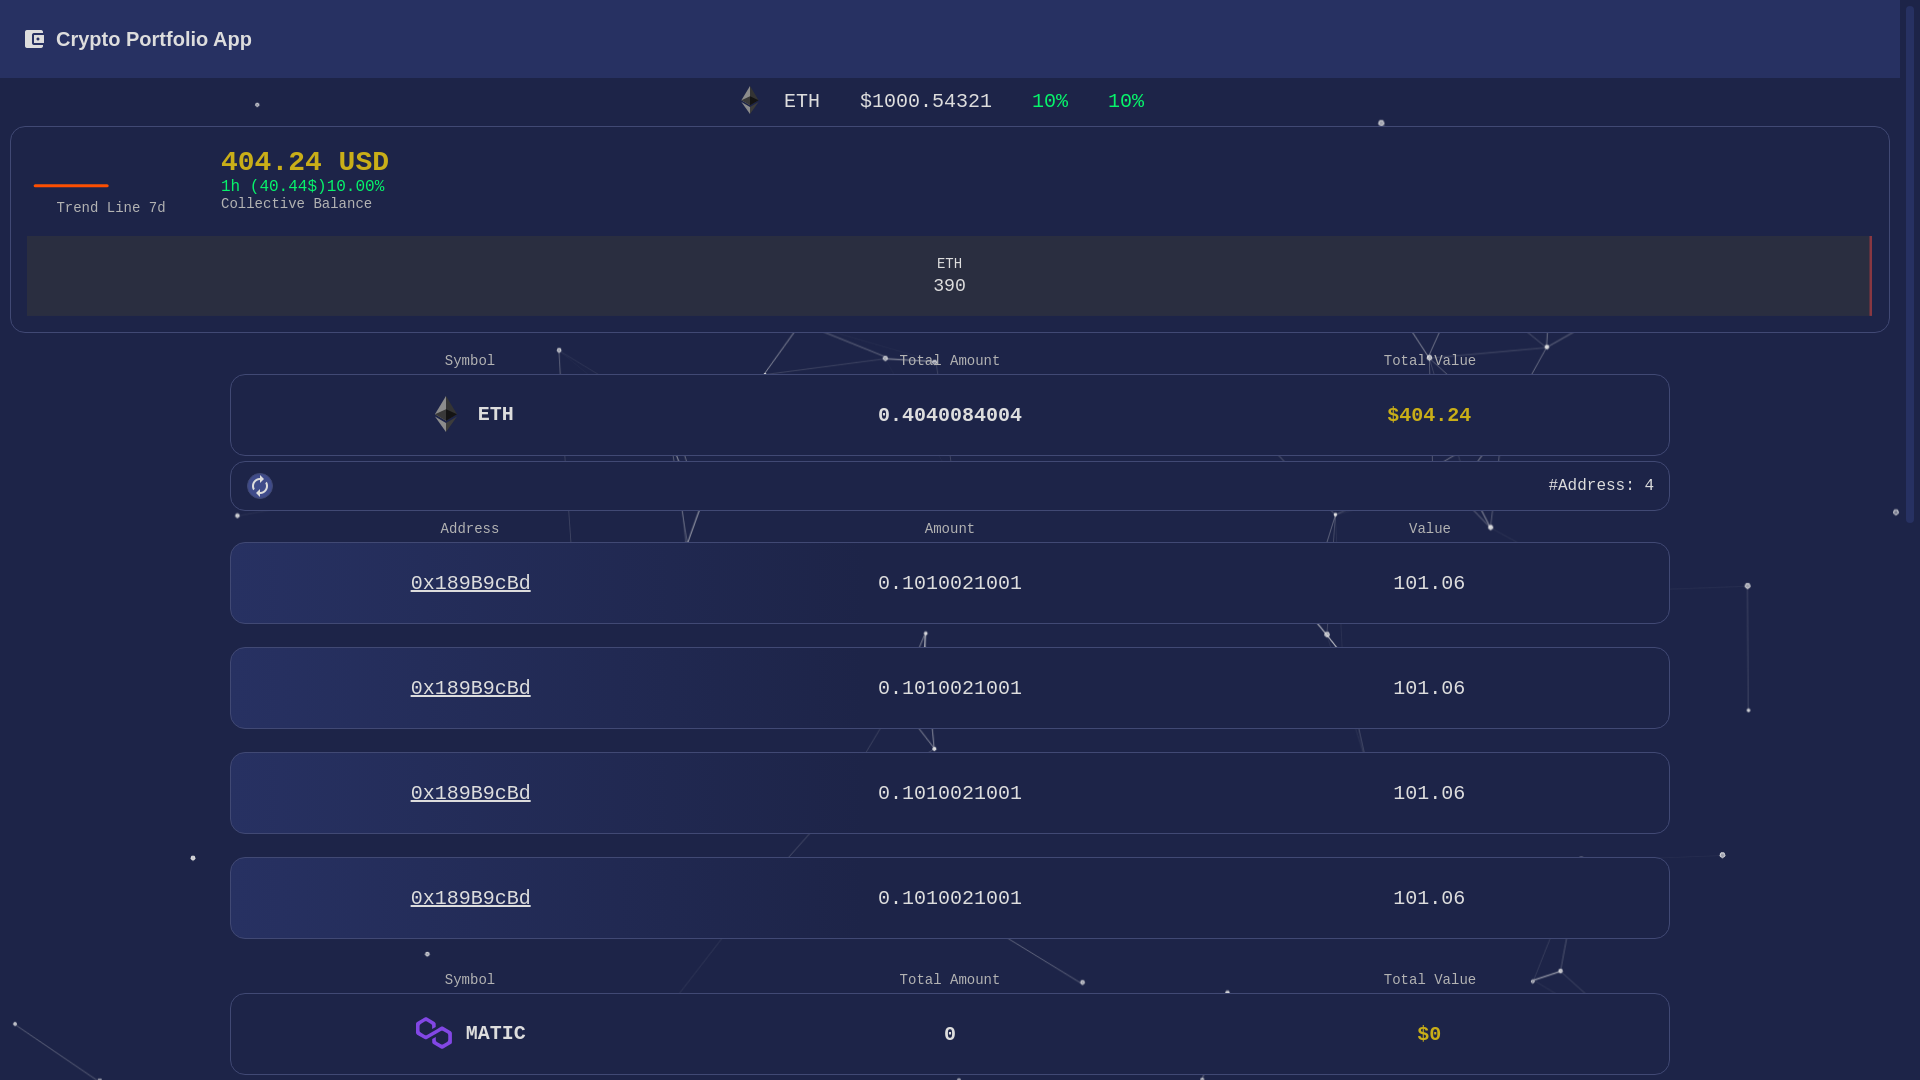 Crypto Portfolio App
ETH $1000.54321 10% 10%
404.24 USD
1h (40.44$)10.00%
Collective Balance
Trend Line 7d
ETH
390
Symbol Total Amount Total Value
ETH 0.4040084004 $404.24
#Address: 4
Address Amount Value
0x189B9cBd 0.1010021001 101.06
0x189B9cBd 0.1010021001 101.06
0x189B9cBd 0.1010021001 101.06
0x189B9cBd 0.1010021001 101.06
Symbol Total Amount Total Value
MATIC 0 $0